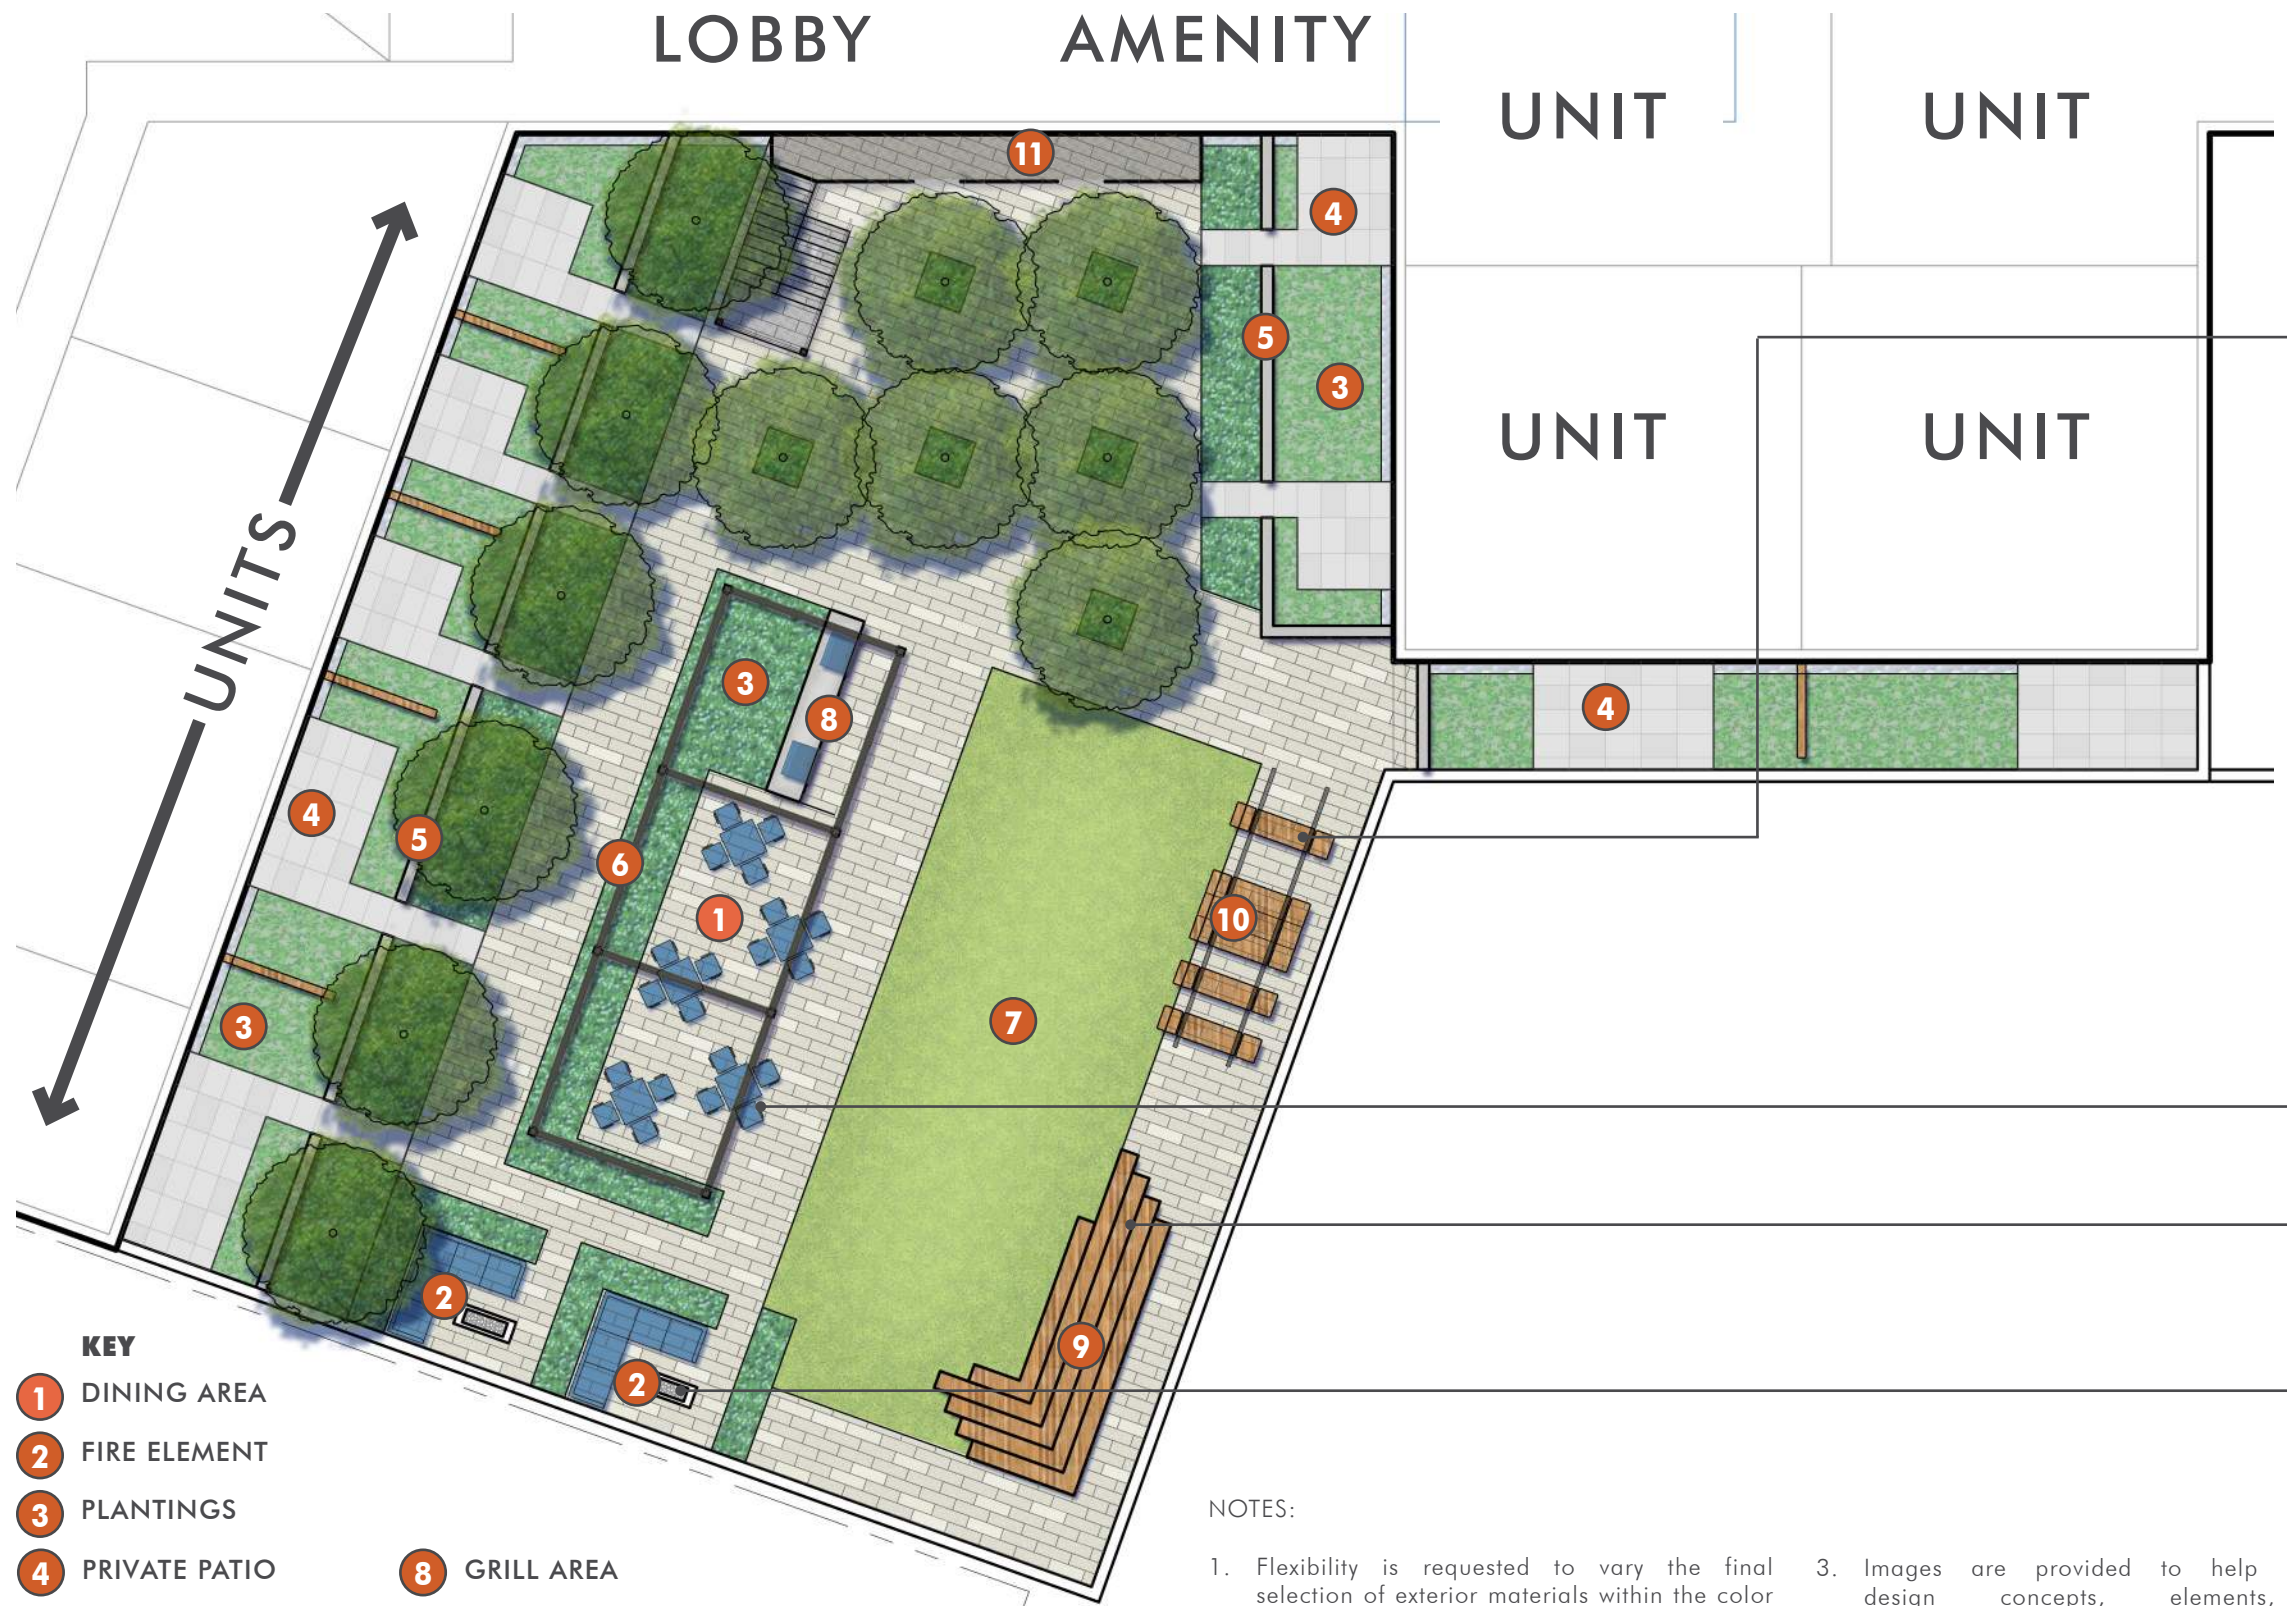 LOBBY AMENITY
UNIT UNIT
11
4
5
UNIT UNIT
3
UNITS
3
8
4
4
5
6
1
10
7
3
2
9
2
KEY
1 DINING AREA
2 FIRE ELEMENT
3 PLANTINGS
4 PRIVATE PATIO
8 GRILL AREA
NOTES:
1. Flexibility is requested to vary the final
selection of exterior materials within the color
3. Images are provided to help
design concepts, elements,